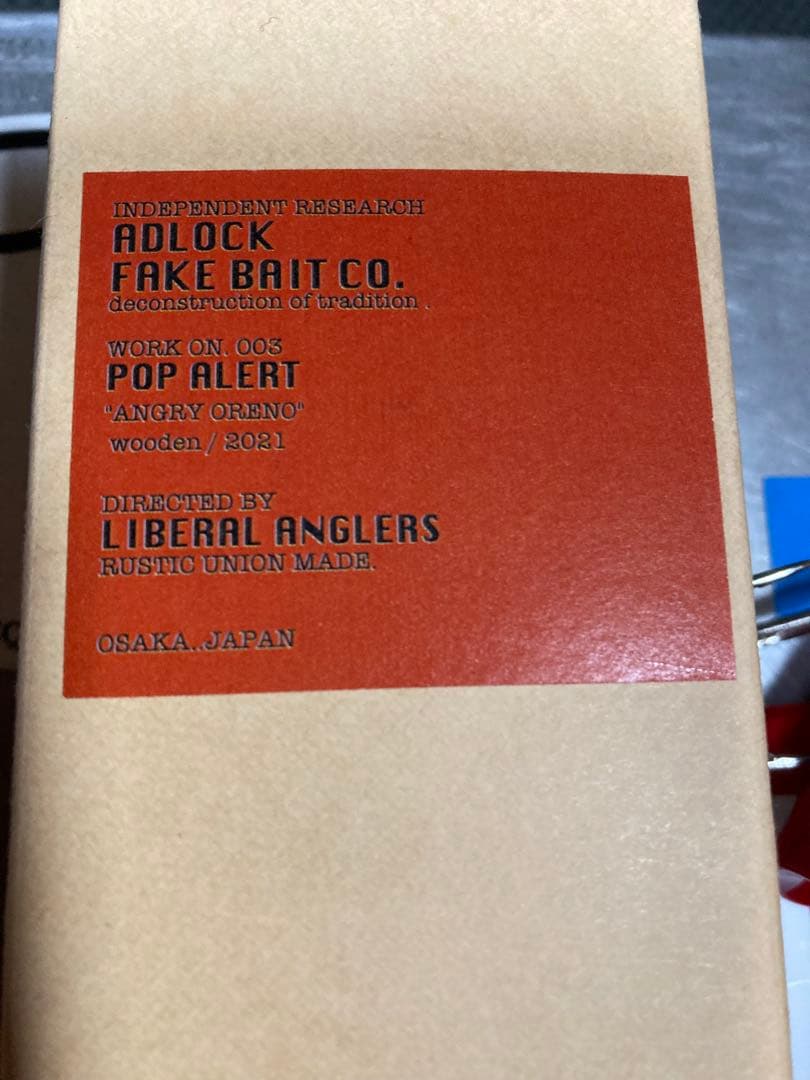 INDEPENDENT RESEARCH
ADLOCK
FAKE BAIT CO.
deconstruction of tradition .
WORK ON. 003
POP ALERT
"ANGRY ORENO"
wooden / 2021
DIRECTED BY
LIBERAL ANGLERS
RUSTIC UNION MADE.
OSAKA..JAPAN